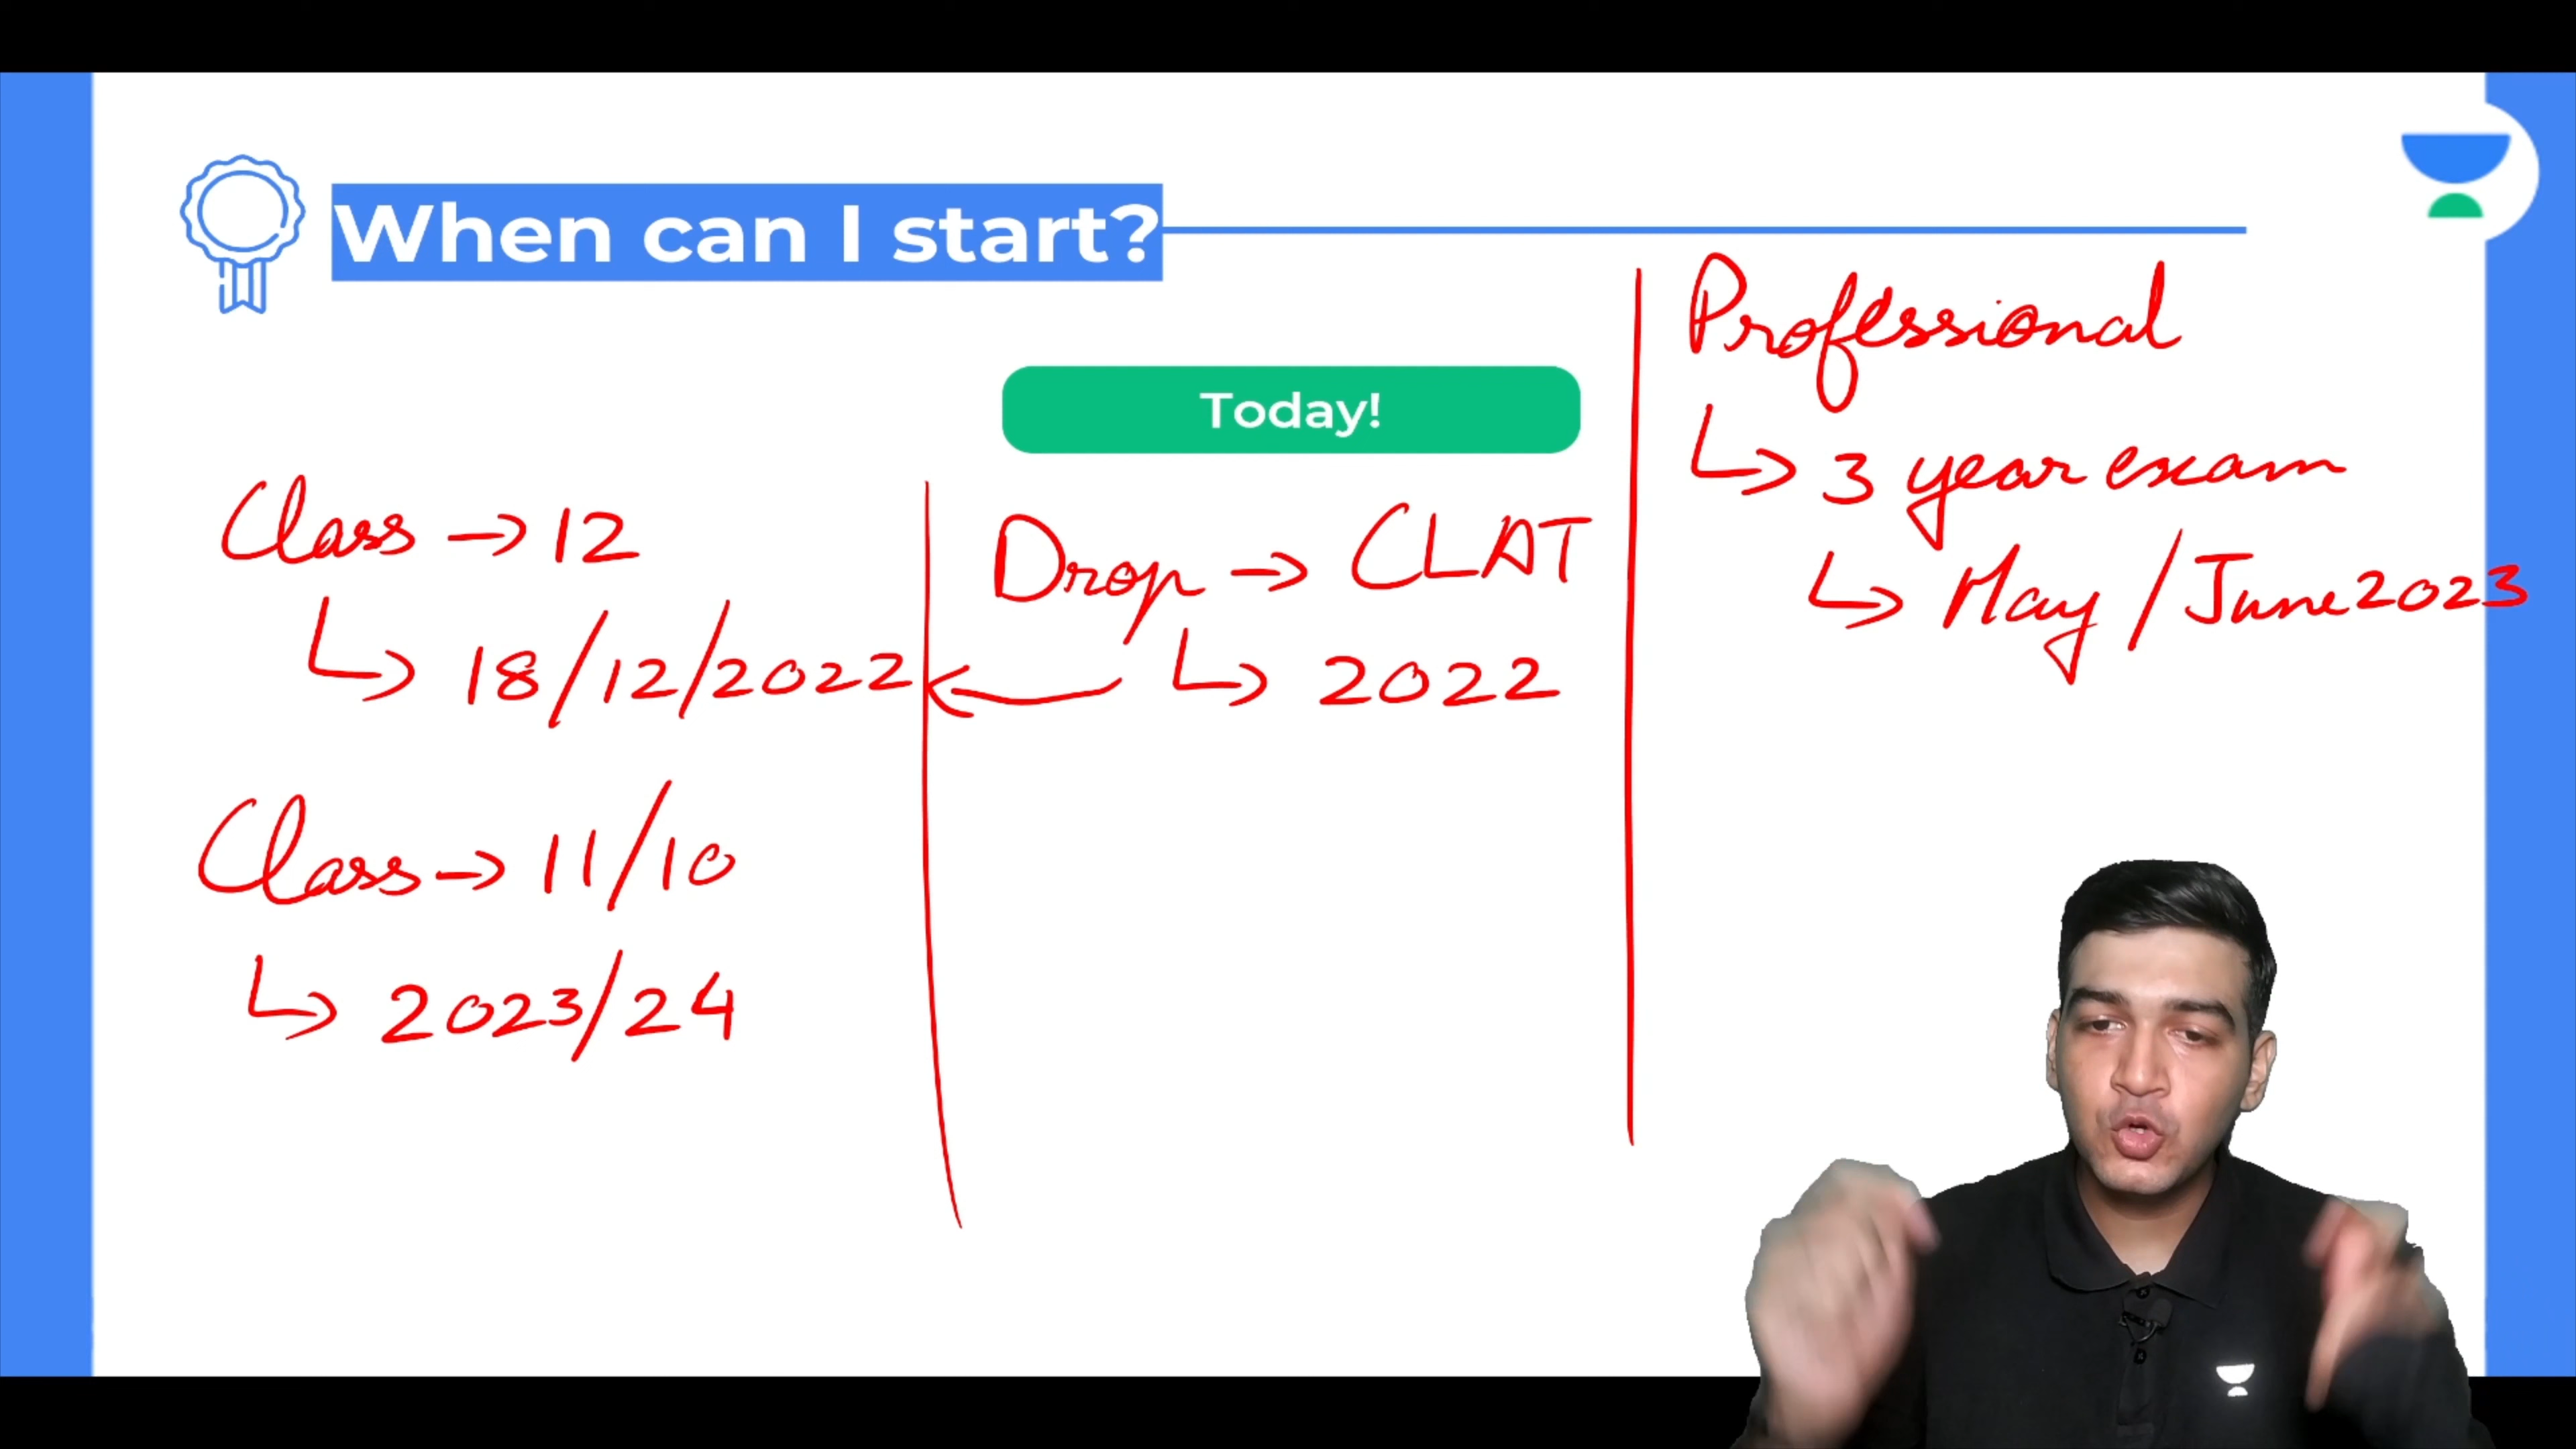 When can I start?
Today!
Class → 12
↳ 18/12/2022
Class → 11/10
↳ 2023/24
Drop → CLAT
↳ 2022
Professional
↳ 3 year exam
↳ May / June 2023